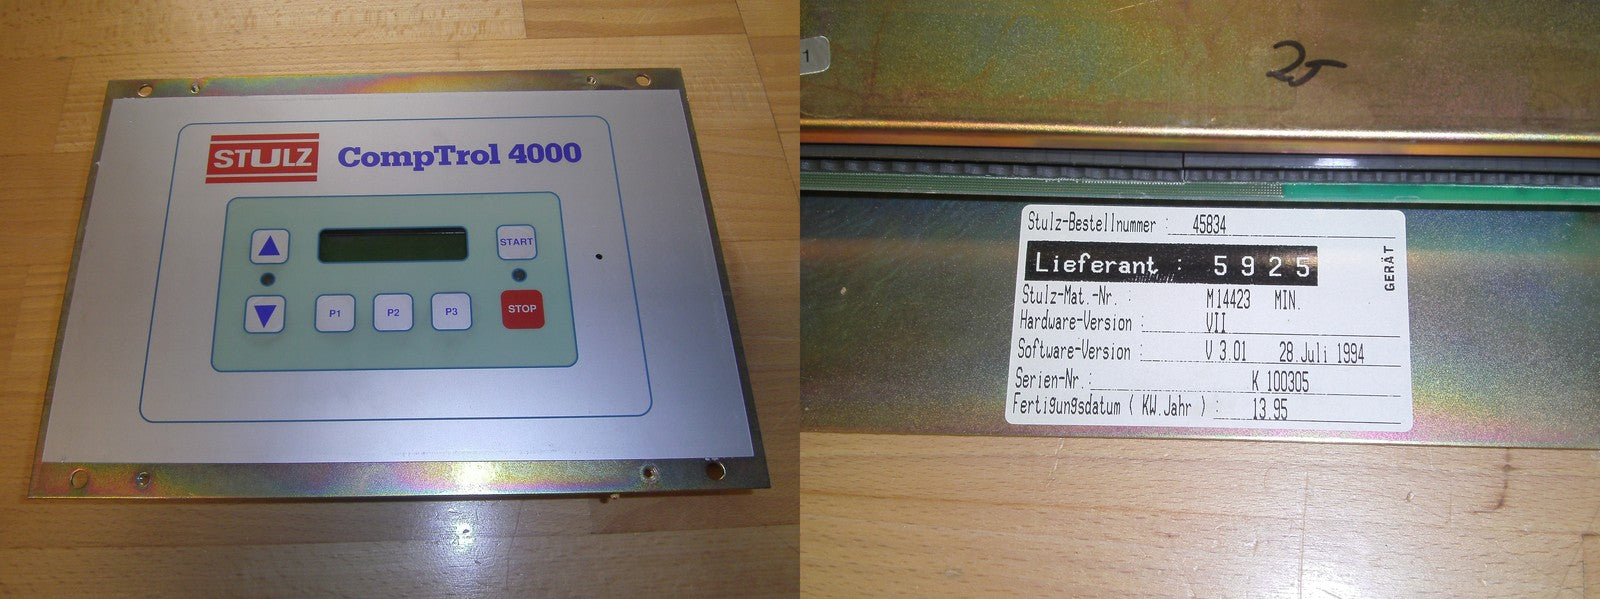 STULZ
CompTrol 4000
START
P1
P2
P3
STOP
1
25
Stulz-Bestellnummer : 45834
Lieferant : 5925
Stulz-Mat.-Nr. : M14423 MIN.
Hardware-Version : VII
Software-Version : V 3.01 28.Juli 1994
Serien-Nr.: K 100305
Fertigungsdatum ( KW.Jahr ) : 13.95
GERÄT